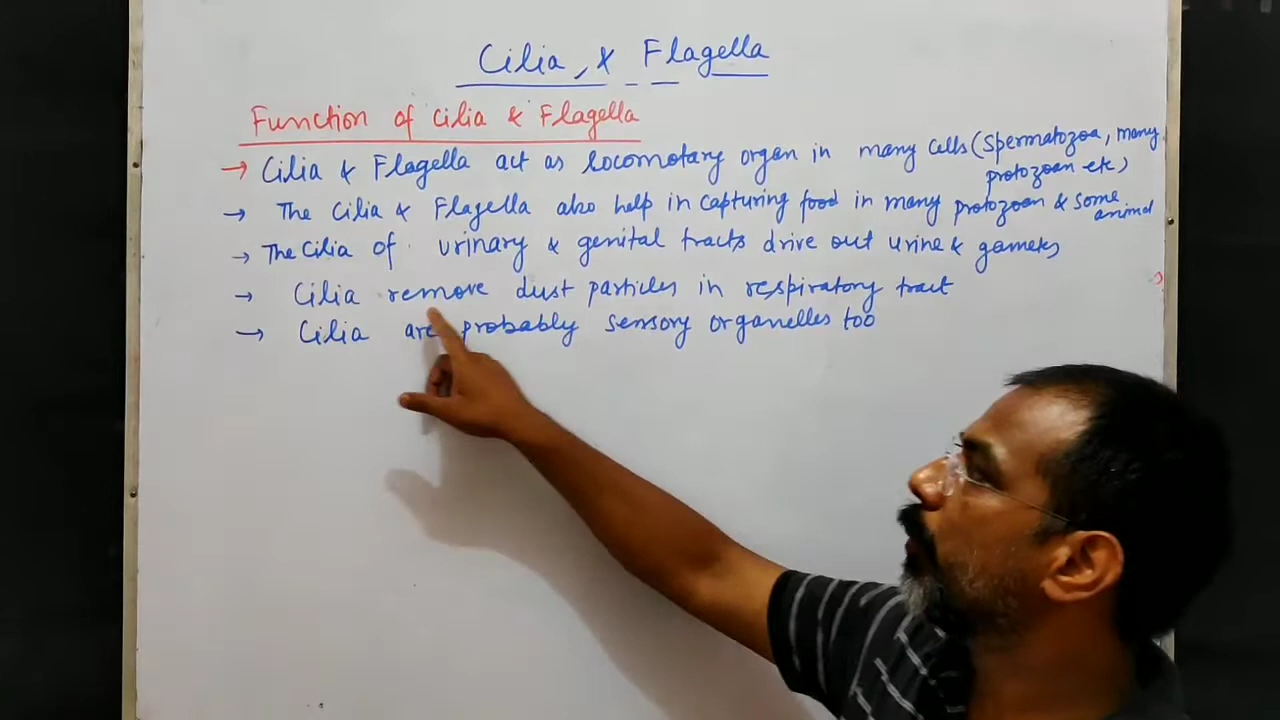 Cilia, & Flagella
Function of Cilia & Flagella
→ Cilia & Flagella act as locomotary organ in many cells (spermatozoa, many
protozoan etc)
→ The Cilia & Flagella also help in capturing food in many protozoan & some
animal
→ The Cilia of urinary & genital tracts drive out urine & gametes
→ Cilia remove dust particles in respiratory tract
→ Cilia are probably sensory organelles too